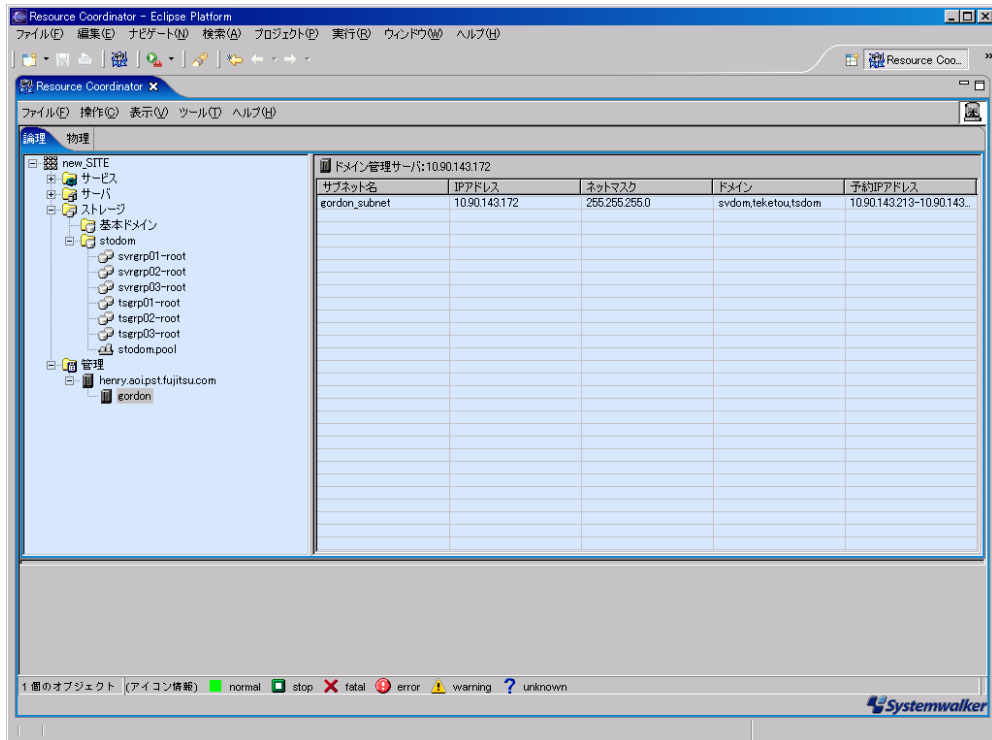 Resource Coordinator - Eclipse Platform
ファイル(F) 編集(E) ナビゲート(N) 検索(A) プロジェクト(P) 実行(R) ウィンドウ(W) ヘルプ(H)
Resource Coo...
Resource Coordinator
ファイル(F) 操作(C) 表示(V) ツール(T) ヘルプ(H)
論理 物理
new_SITE
サービス
サーバ
ストレージ
基本ドメイン
stodom
svrgrp01-root
svrgrp02-root
svrgrp03-root
tsgrp01-root
tsgrp02-root
tsgrp03-root
stodom.pool
管理
henry.aoi.pst.fujitsu.com
gordon
ドメイン管理サーバ:10.90.143.172
サブネット名 IPアドレス ネットマスク ドメイン 予約IPアドレス
gordon_subnet 10.90.143.172 255.255.255.0 svdom,teketou,tsdom 10.90.143.213-10.90.143...
1 個のオブジェクト (アイコン情報) normal stop fatal error warning unknown
Systemwalker